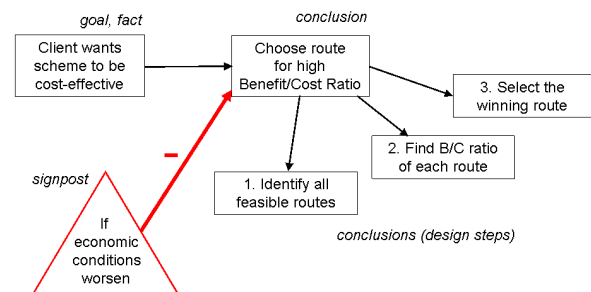 goal, fact
conclusion
Client wants
scheme to be
cost-effective
Choose route
for high
Benefit/Cost Ratio
3. Select the
winning route
2. Find B/C ratio
of each route
–
signpost
1. Identify all
feasible routes
If
economic
conditions
worsen
conclusions (design steps)